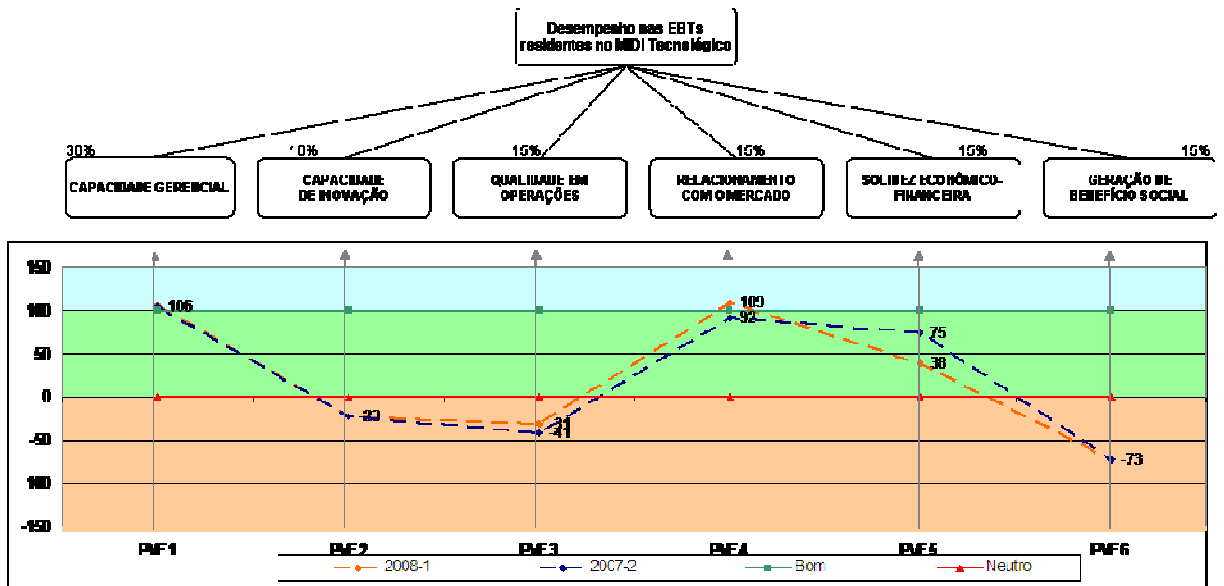 Desempenho nas EBTs
residentes no MIDI Tecnológico
30%
10%
15%
15%
15%
15%
CAPACIDADE GERENCIAL
CAPACIDADE
DE INOVAÇÃO
QUALIDADE EM
OPERAÇÕES
RELACIONAMENTO
COM O MERCADO
SOLIDEZ ECONÔMICO-
FINANCEIRA
GERAÇÃO DE
BENEFÍCIO SOCIAL
150
100
50
0
-50
100
-150
106
-23
-31
-41
109
92
75
-73
PVF1
PVF2
PVF3
PVF4
PVF5
PVF6
2008-1
2007-2
Bom
Neutro